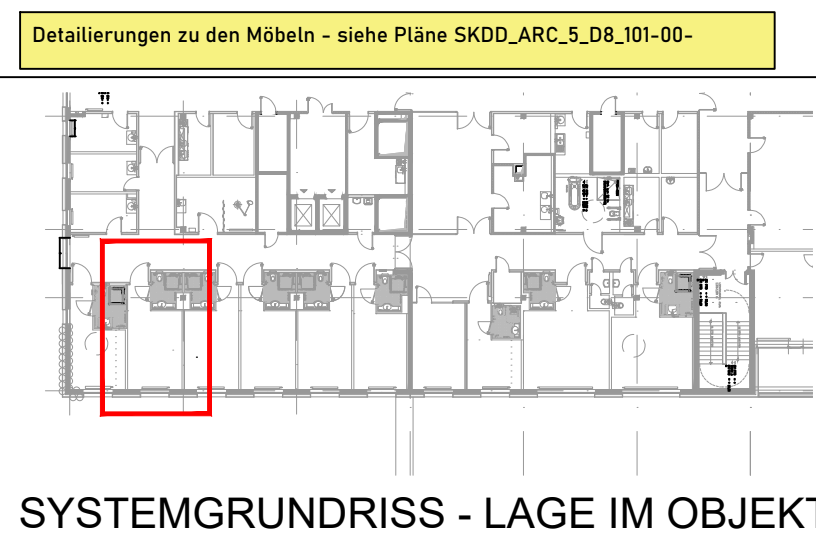 Detailierungen zu den Möbeln - siehe Pläne SKDD_ARC_5_D8_101-00-
SYSTEMGRUNDRISS - LAGE IM OBJEKT